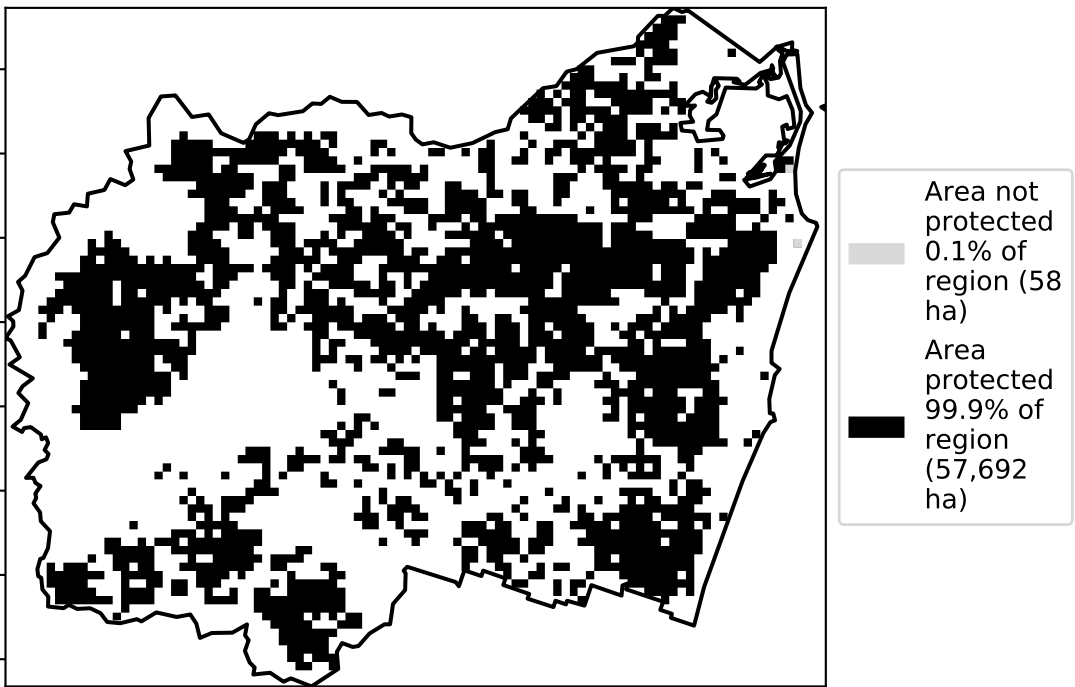 Area not
protected
0.1% of
region (58
ha)
Area
protected
99.9% of
region
(57,692
ha)